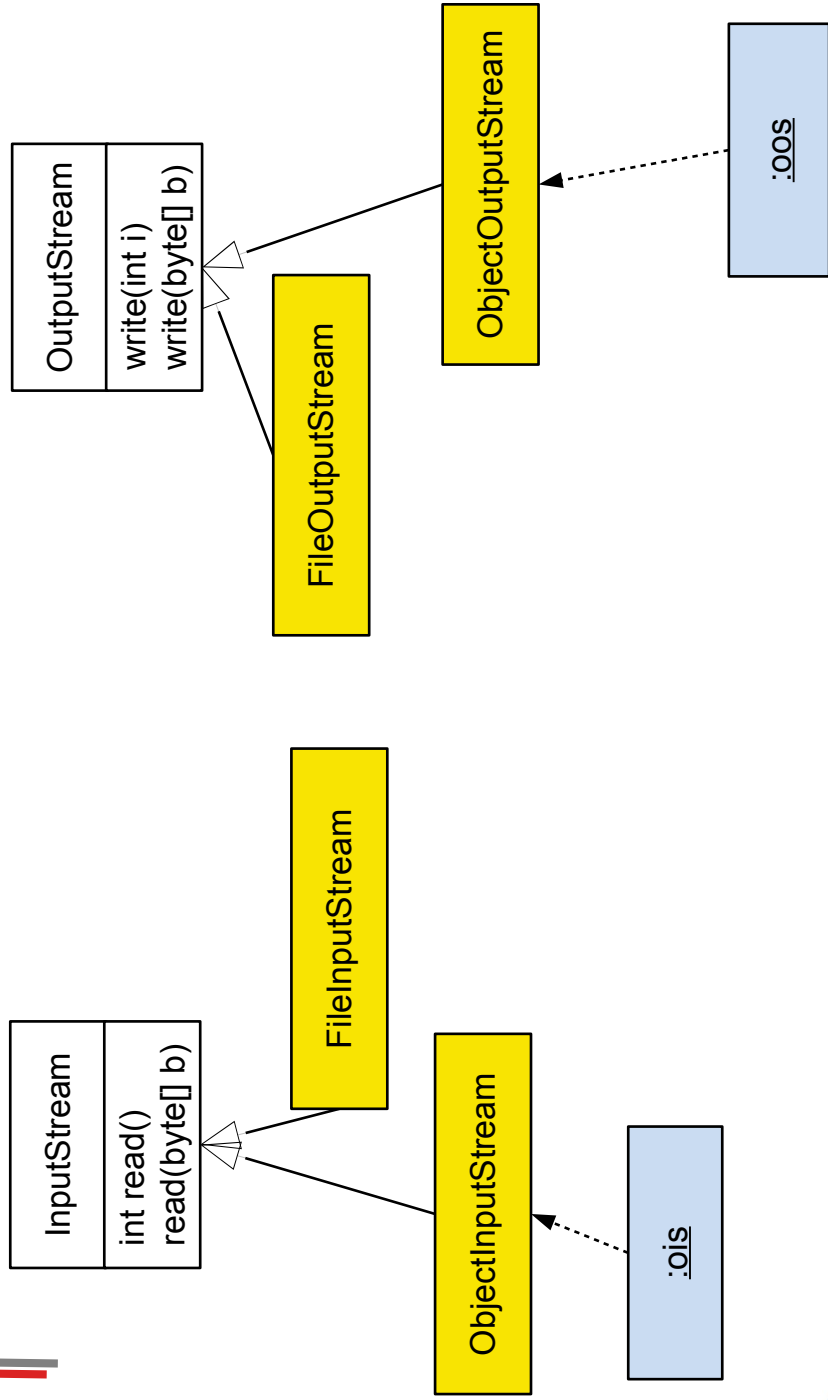 InputStream
int read()
read(byte[] b)
FileInputStream
ObjectInputStream
:ois
OutputStream
write(int i)
write(byte[] b)
FileOutputStream
ObjectOutputStream
:oos